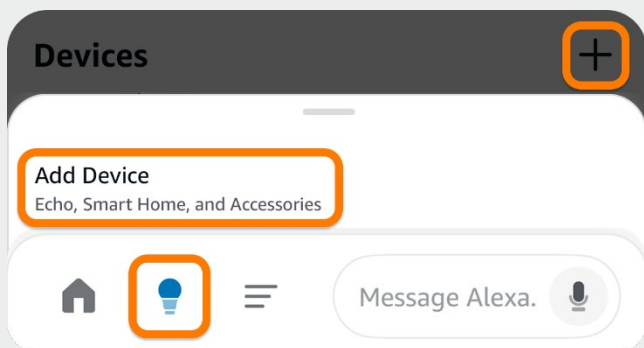 Devices
Add Device
Echo, Smart Home, and Accessories
Message Alexa.